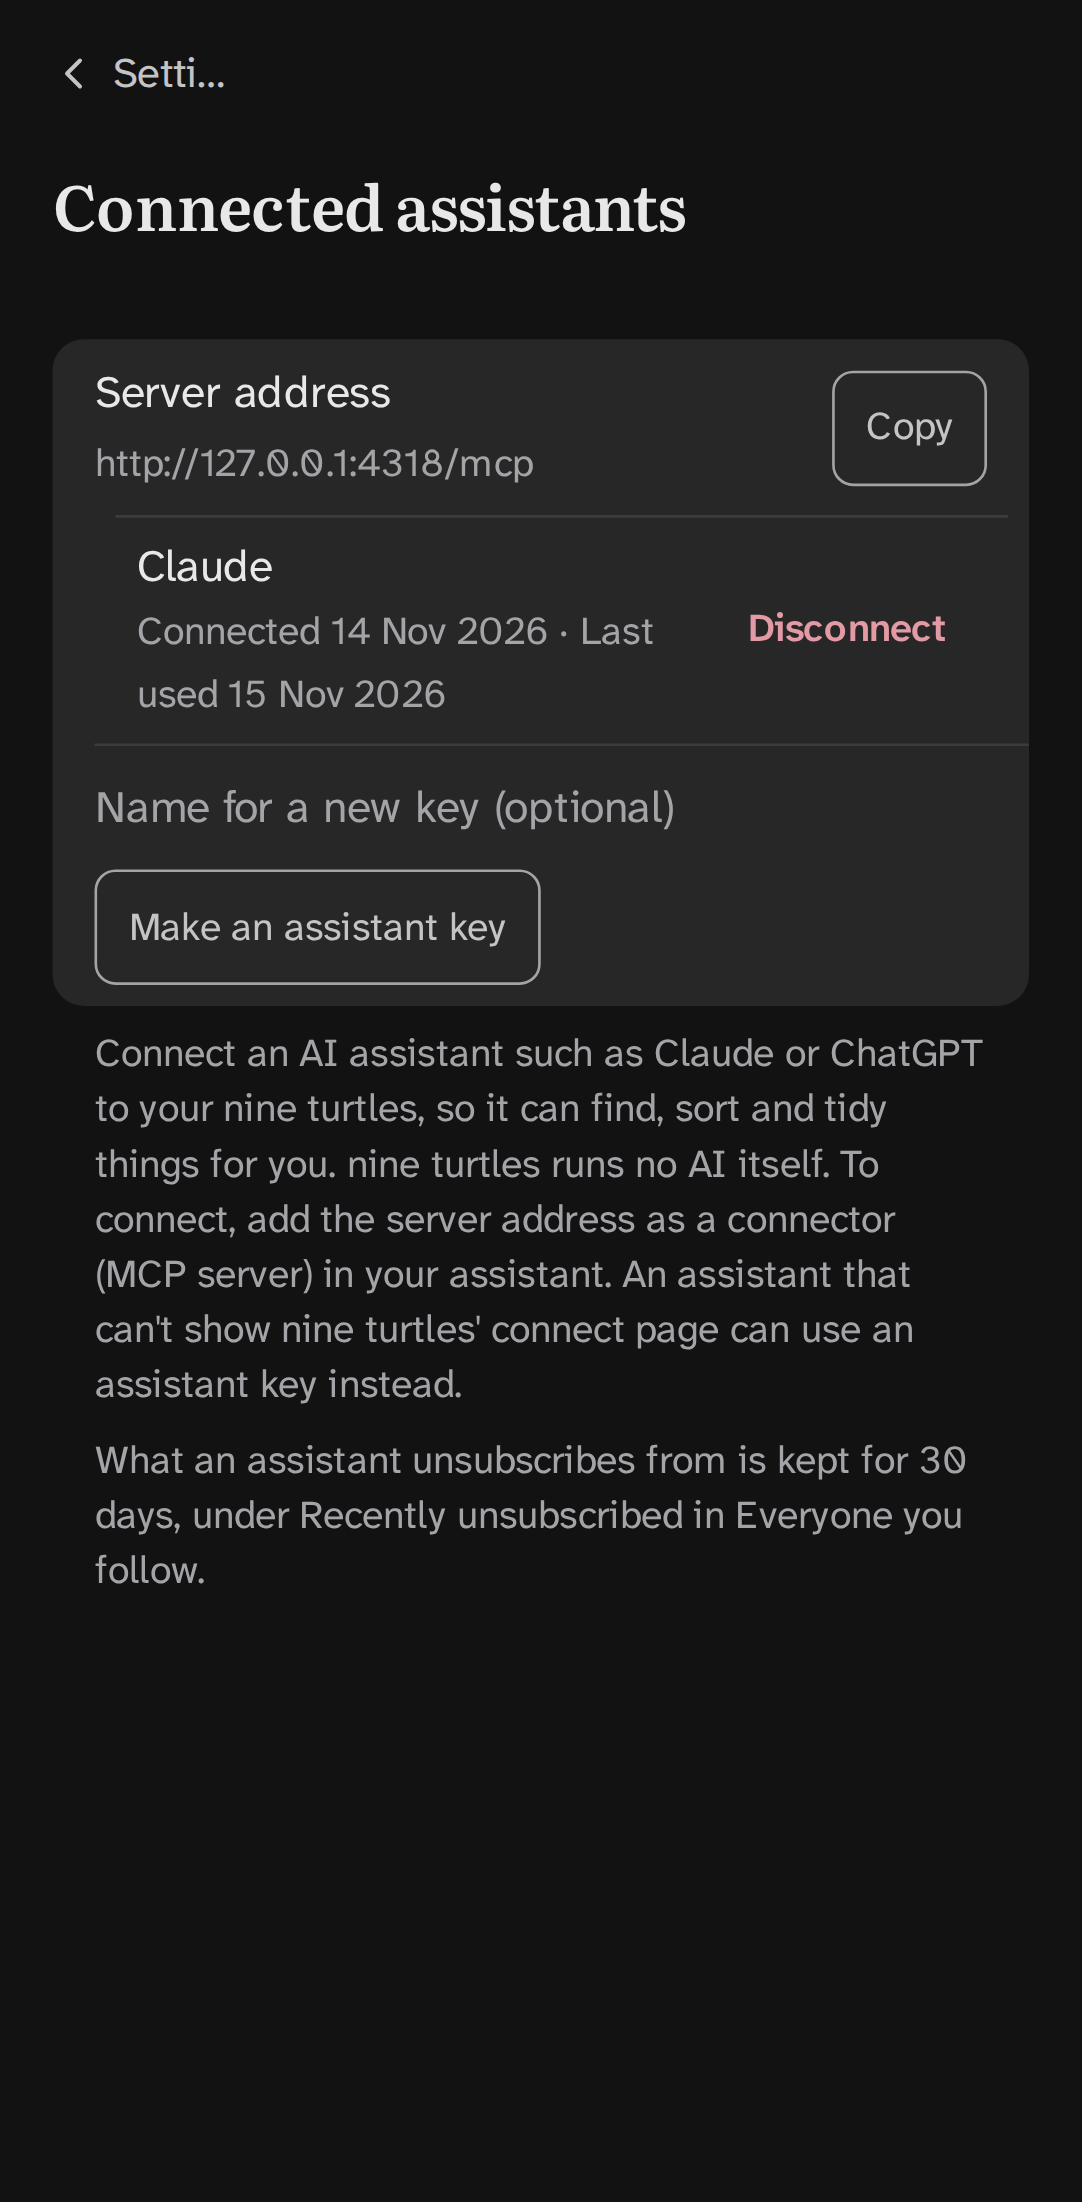 Setti...
Connected assistants
Server address
http://127.0.0.1:4318/mcp
Copy
Claude
Connected 14 Nov 2026 · Last
used 15 Nov 2026
Disconnect
Name for a new key (optional)
Make an assistant key
Connect an AI assistant such as Claude or ChatGPT
to your nine turtles, so it can find, sort and tidy
things for you. nine turtles runs no AI itself. To
connect, add the server address as a connector
(MCP server) in your assistant. An assistant that
can't show nine turtles' connect page can use an
assistant key instead.
What an assistant unsubscribes from is kept for 30
days, under Recently unsubscribed in Everyone you
follow.